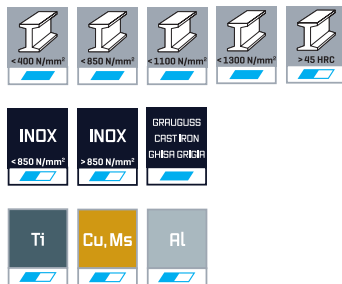 <400 N/mm² <850 N/mm² <1100 N/mm² <1300 N/mm² >45 HRC
INOX INOX GRAUGUSS
CAST IRON
GHISA GRIGIA
<850 N/mm² >850 N/mm²
Ti Cu, Ms Al